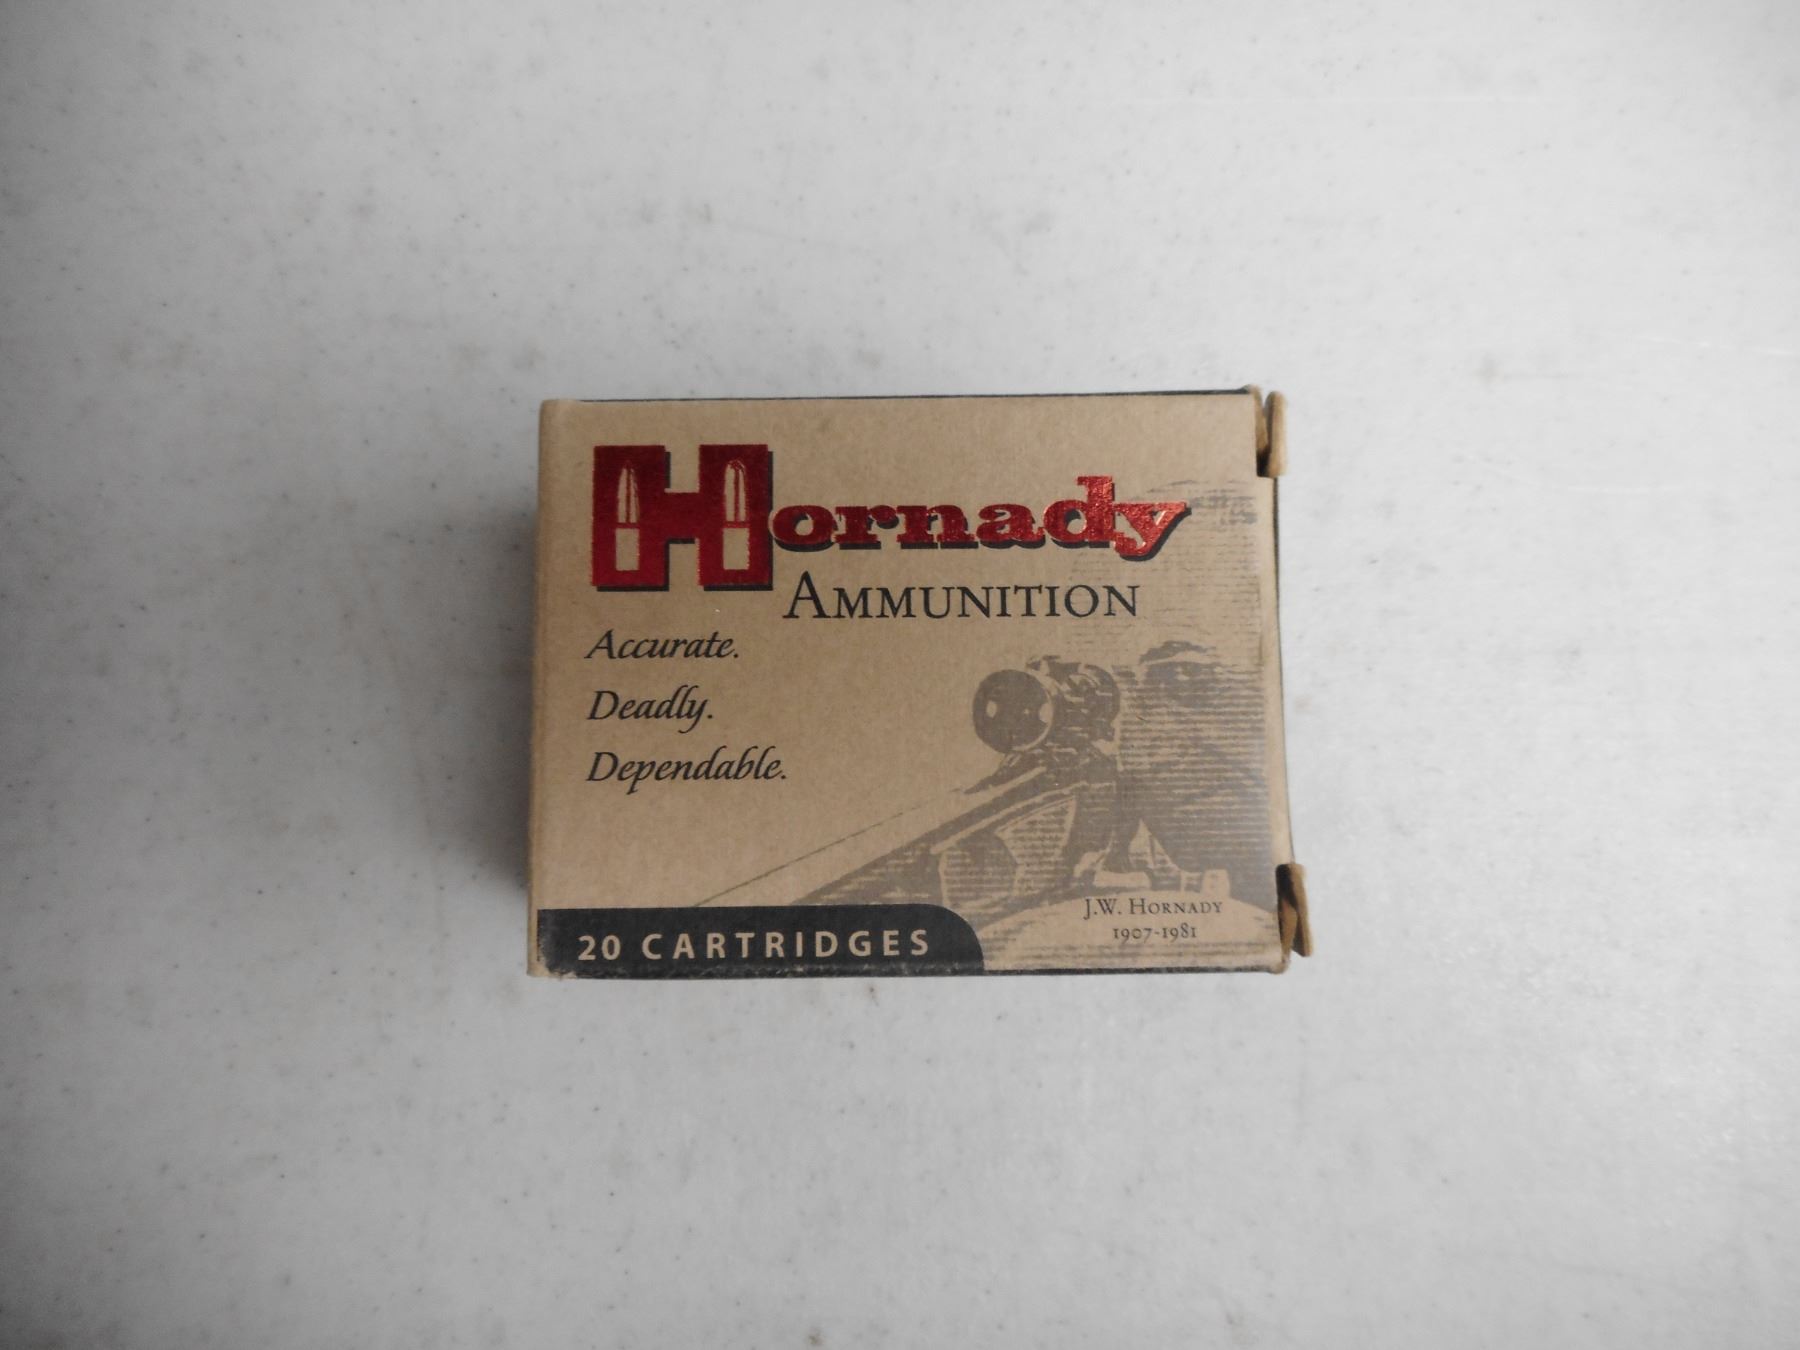 Hornady
AMMUNITION
Accurate.
Deadly.
Dependable.
20 CARTRIDGES
J.W. HORNADY
1907-1981